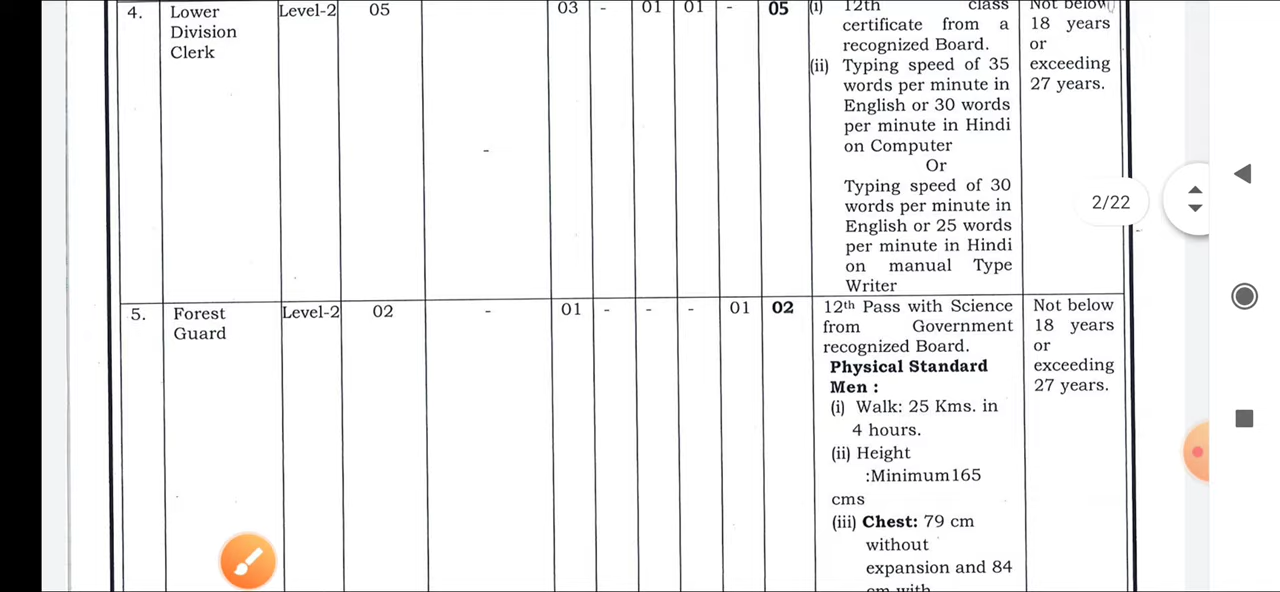 4. Lower Level-2 05 03 - 01 01 - 05 (i) 12th class Not below
Division certificate from a 18 years
Clerk recognized Board. or
(ii) Typing speed of 35 exceeding
words per minute in 27 years.
English or 30 words
per minute in Hindi
- on Computer
Or
Typing speed of 30
words per minute in
English or 25 words
per minute in Hindi
on manual Type
Writer
2/22
5. Forest Level-2 02 - 01 - - - 01 02 12th Pass with Science Not below
Guard from Government 18 years
recognized Board. or
Physical Standard exceeding
Men : 27 years.
(i) Walk: 25 Kms. in
4 hours.
(ii) Height
:Minimum 165
cms
(iii) Chest: 79 cm
without
expansion and 84
cm with